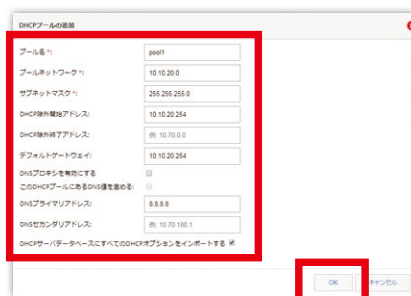 DHCPプールの追加
プール名 *: pool1
プールネットワーク *: 10.10.20.0
サブネットマスク *: 255.255.255.0
DHCP除外開始アドレス: 10.10.20.254
DHCP除外終了アドレス: 例: 10.70.0.0
デフォルトゲートウェイ: 10.10.20.254
DNSプロキシを有効にする
このDHCPプールにあるDNS値を含める:
DNSプライマリアドレス: 8.8.8.8
DNSセカンダリアドレス: 例: 10.70.180.1
DHCPサーバデータベースにすべてのDHCPオプションをインポートする
OK キャンセル